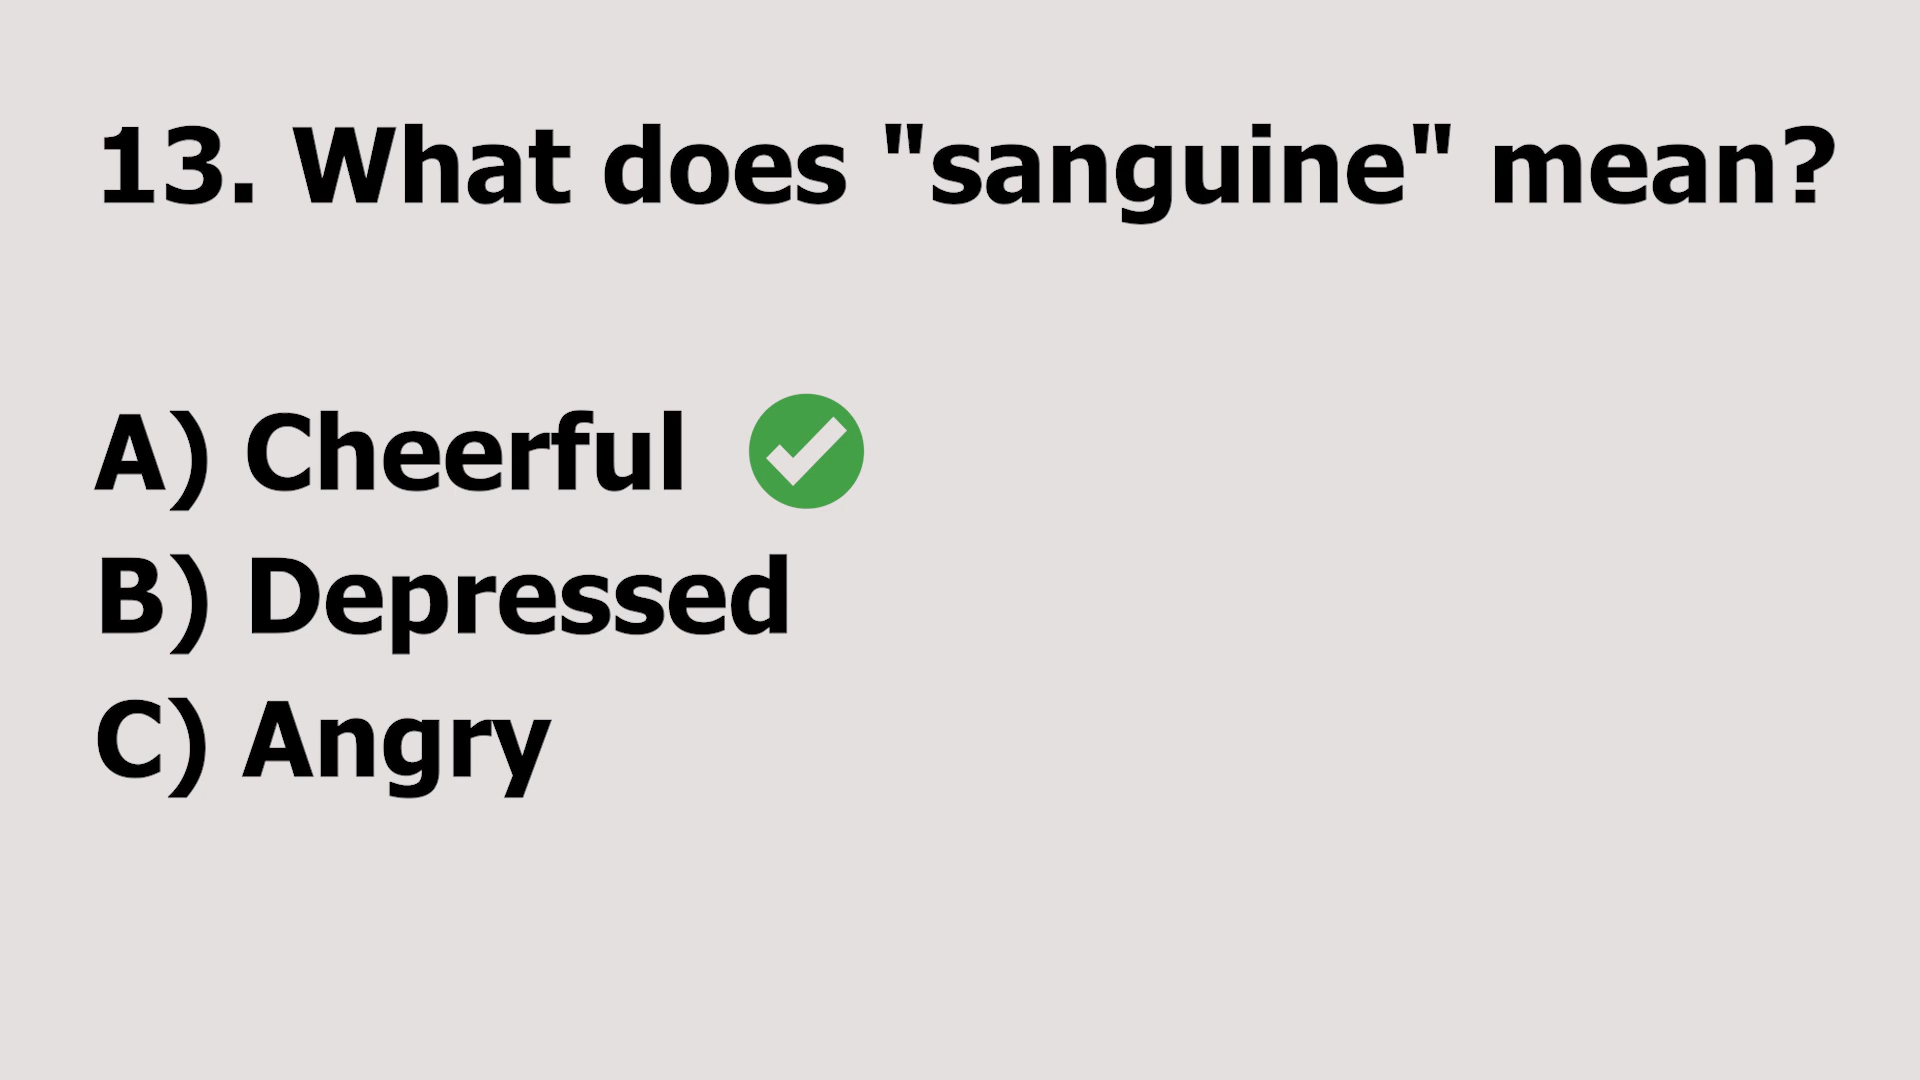 13. What does "sanguine" mean?
A) Cheerful
B) Depressed
C) Angry